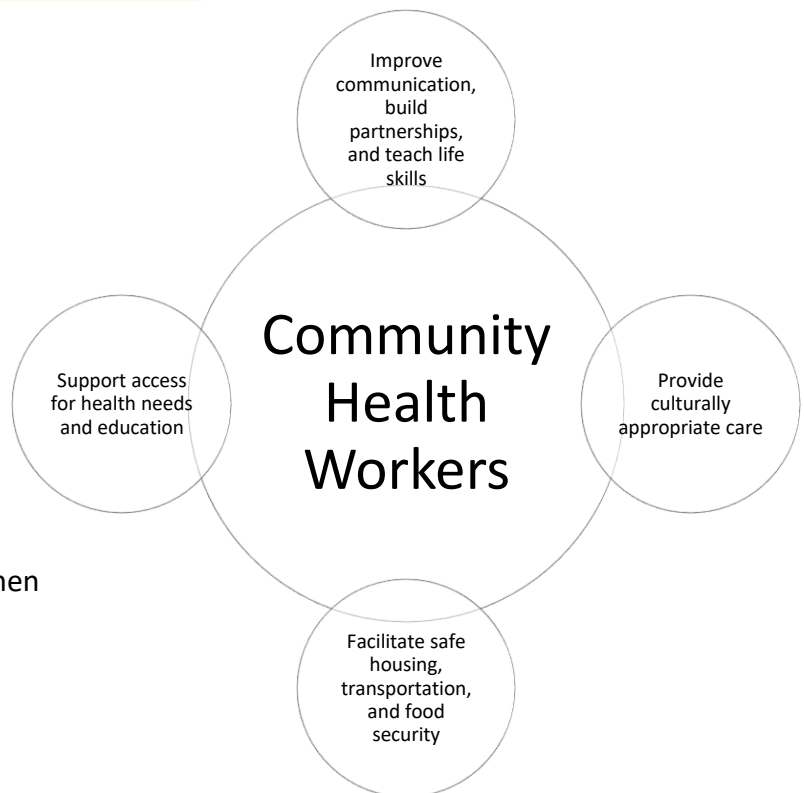 Improve
communication,
build
partnerships,
and teach life
skills
Community
Health
Workers
Support access
for health needs
and education
Provide
culturally
appropriate care
Facilitate safe
housing,
transportation,
and food
security